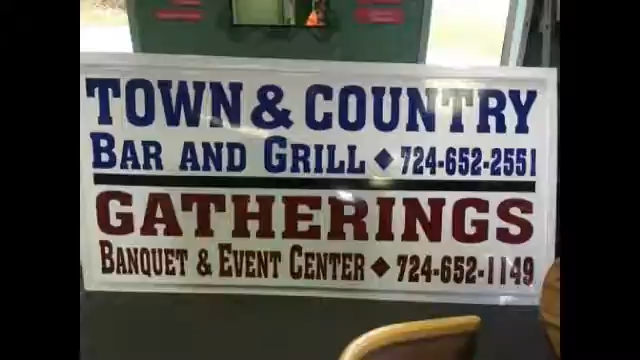 TOWN & COUNTRY
BAR AND GRILL ◆ 724-652-2551
GATHERINGS
BANQUET & EVENT CENTER ◆ 724-652-1149